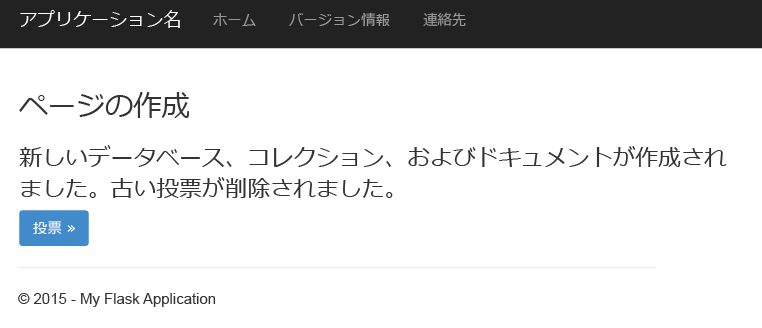 アプリケーション名 ホーム バージョン情報 連絡先
ページの作成
新しいデータベース、コレクション、およびドキュメントが作成され
ました。古い投票が削除されました。
投票 »
© 2015 - My Flask Application